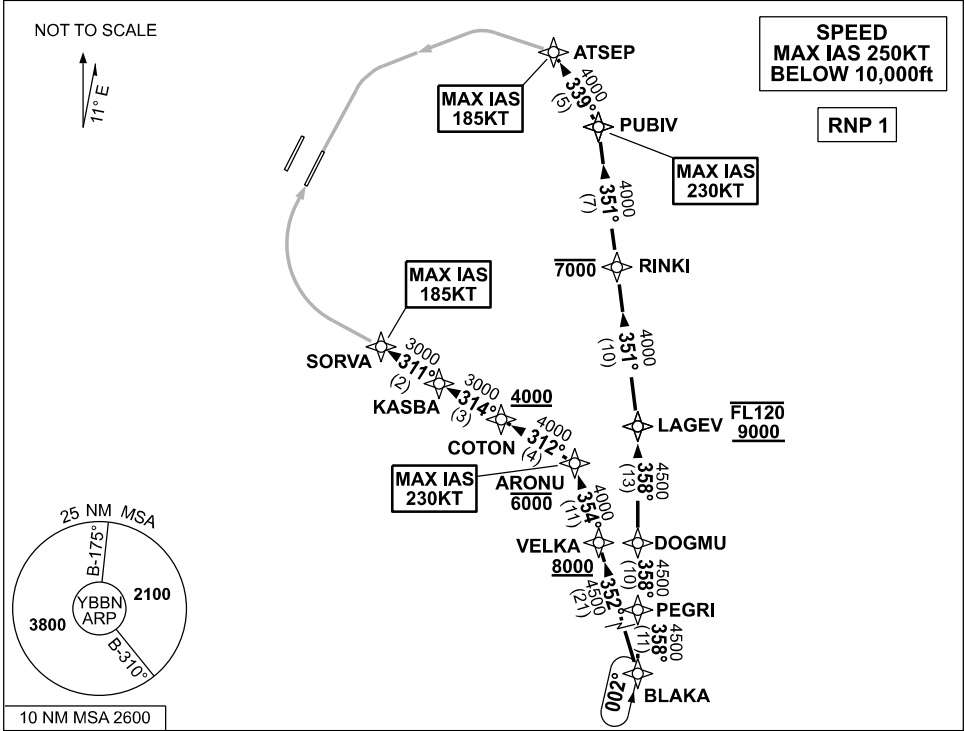 NOT TO SCALE
11° E
SPEED
MAX IAS 250KT
BELOW 10,000ft
RNP 1
ATSEP
MAX IAS
185KT
4000
339°
(5)
PUBIV
MAX IAS
230KT
4000
351°
(7)
7000
RINKI
MAX IAS
185KT
4000
351°
(10)
SORVA
3000
311°
(2)
KASBA
3000
314°
(3)
4000
COTON
4000
312°
(4)
LAGEV
FL120
9000
MAX IAS
230KT
ARONU
6000
4000
354°
(11)
4500
358°
(13)
VELKA
8000
DOGMU
4500
352°
(21)
4500
358°
(10)
PEGRI
4500
358°
(11)
BLAKA
002°
25 NM MSA
B-175°
YBBN
ARP
2100
3800
B-310°
10 NM MSA 2600